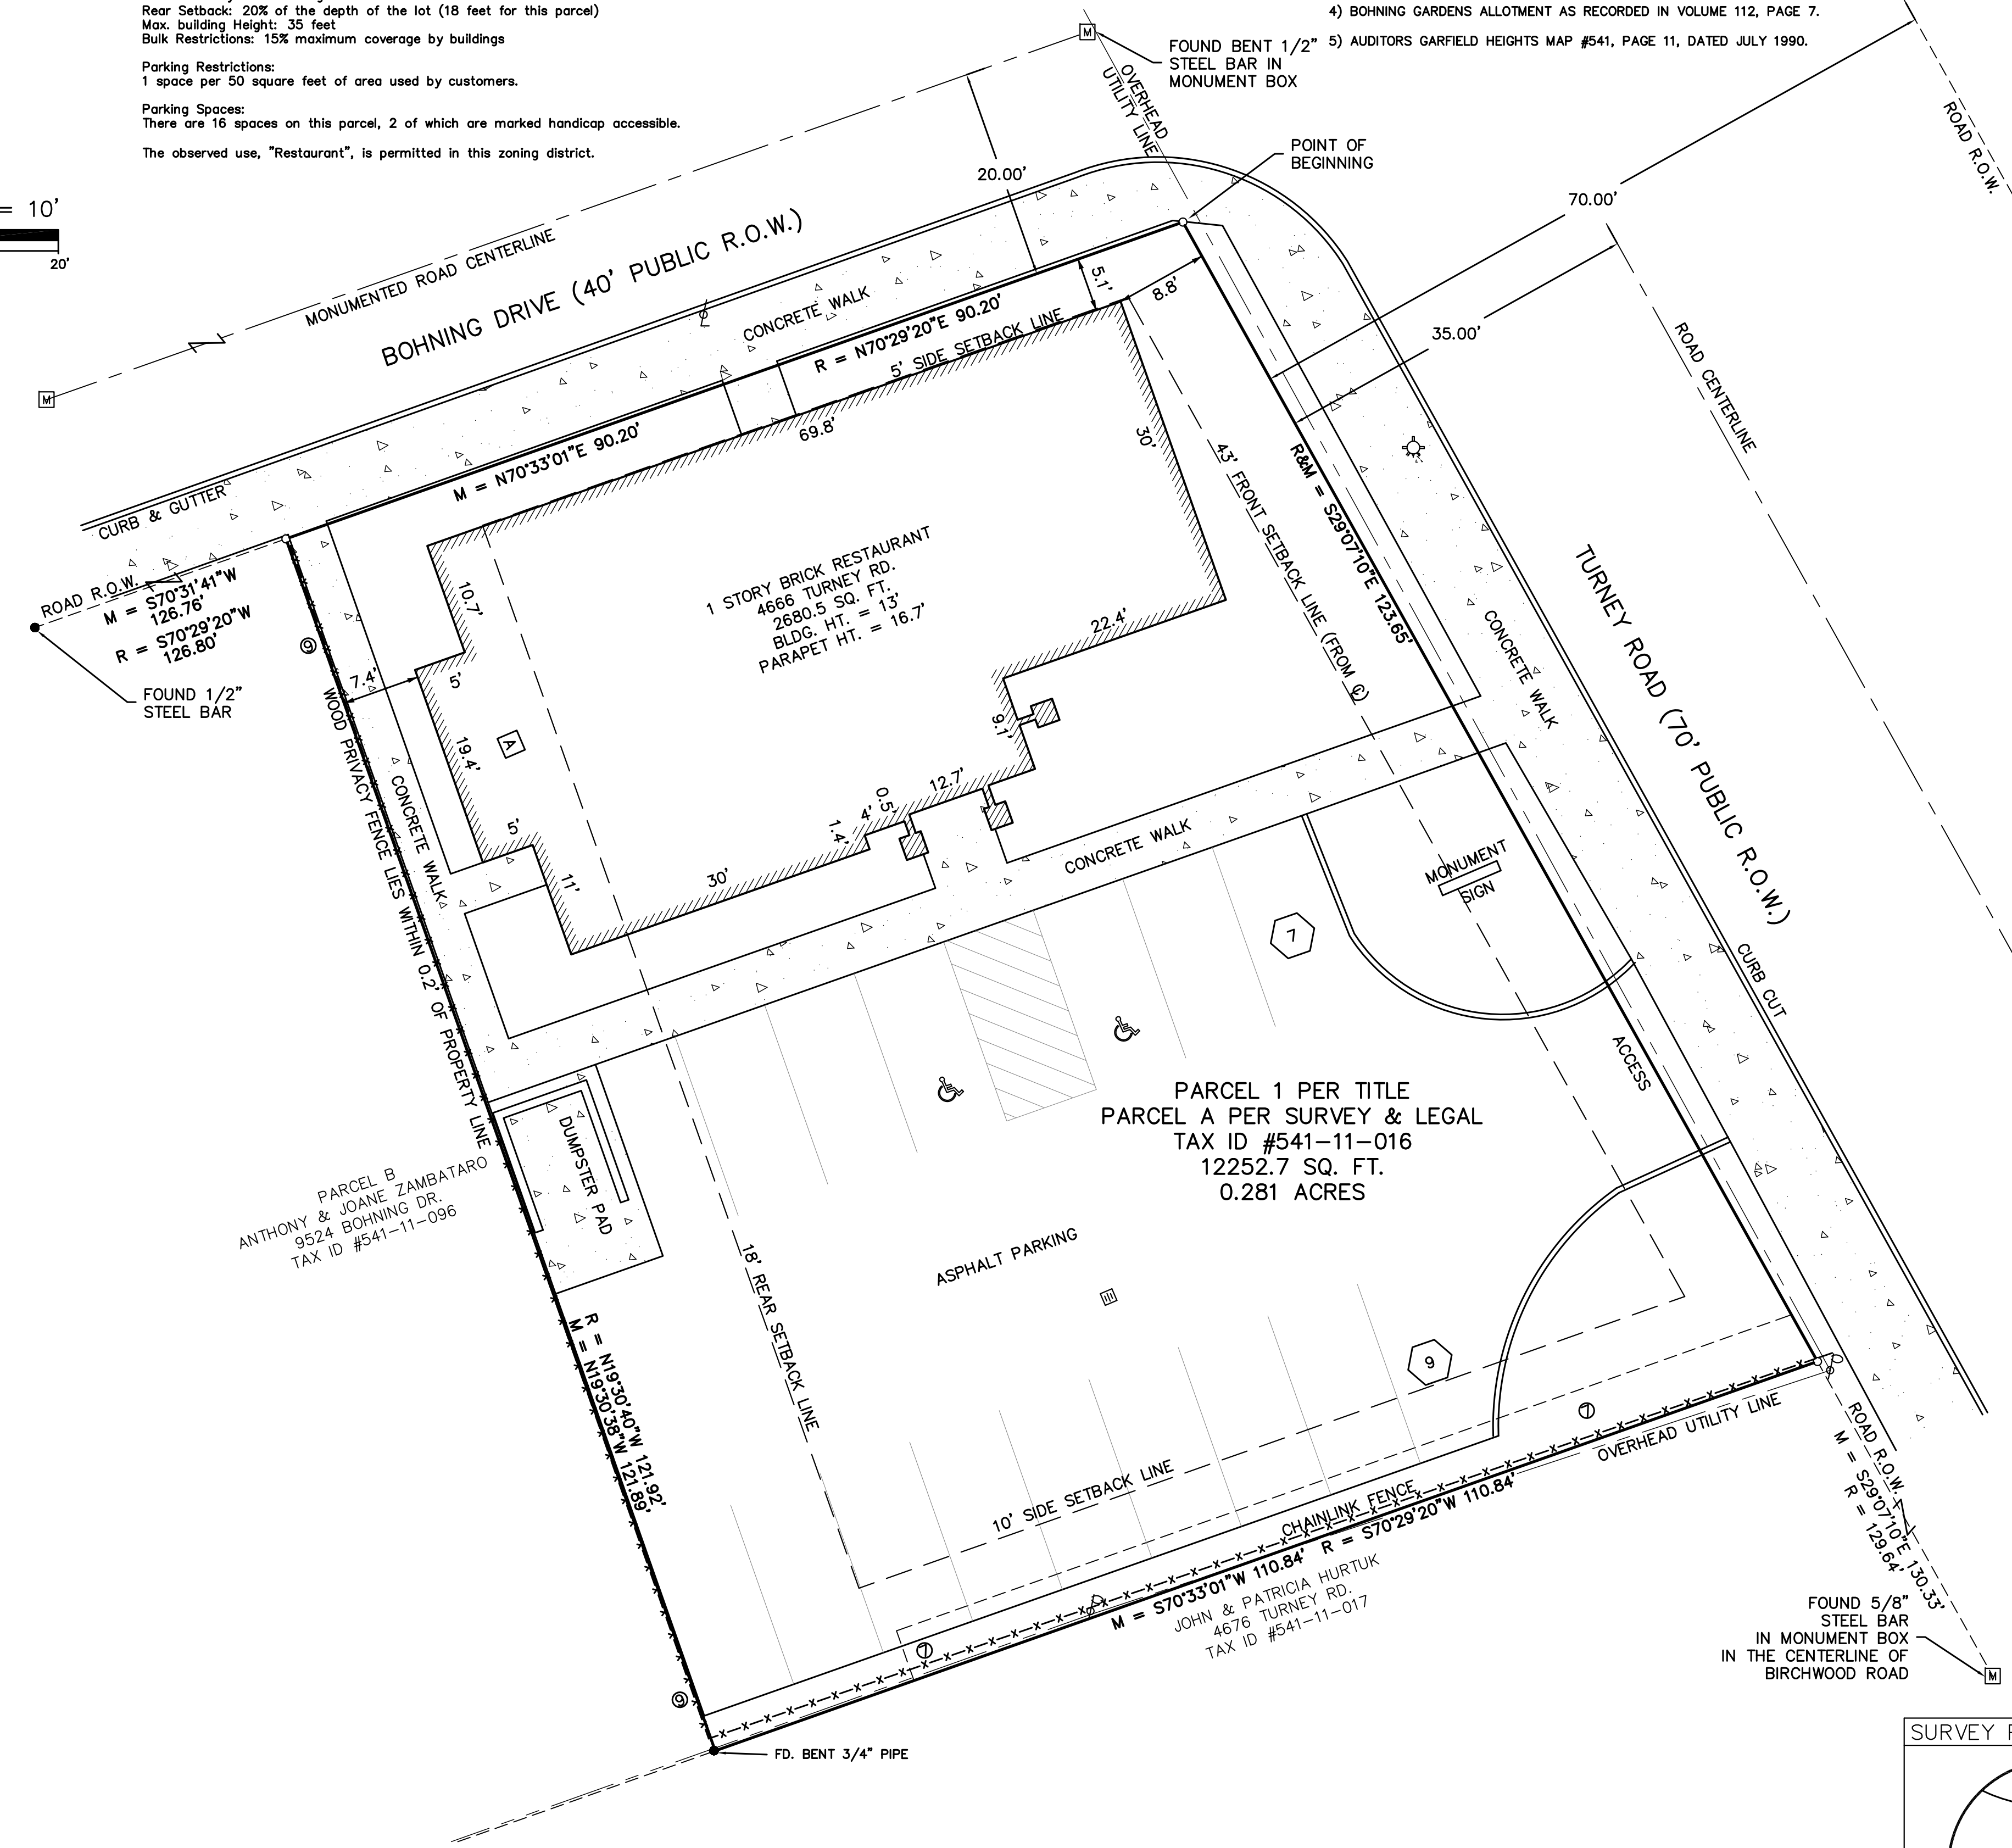 Rear Setback: 20% of the depth of the lot (18 feet for this parcel)
Max. building Height: 35 feet
Bulk Restrictions: 15% maximum coverage by buildings
Parking Restrictions:
1 space per 50 square feet of area used by customers.
Parking Spaces:
There are 16 spaces on this parcel, 2 of which are marked handicap accessible.
The observed use, "Restaurant", is permitted in this zoning district.
= 10'
20'
4) BOHNING GARDENS ALLOTMENT AS RECORDED IN VOLUME 112, PAGE 7.
5) AUDITORS GARFIELD HEIGHTS MAP #541, PAGE 11, DATED JULY 1990.
M
FOUND BENT 1/2"
STEEL BAR IN
MONUMENT BOX
OVERHEAD
UTILITY LINE
POINT OF
BEGINNING
ROAD R.O.W.
20.00'
70.00'
35.00'
MONUMENTED ROAD CENTERLINE
BOHNING DRIVE (40' PUBLIC R.O.W.)
M
CONCRETE WALK
R = N70°29'20"E 90.20'
5' SIDE SETBACK LINE
5.1'
8.8'
M = N70°33'01"E 90.20'
69.8'
30'
43' FRONT SETBACK LINE (FROM ℄)
R&M = S29°07'10"E 123.65'
ROAD CENTERLINE
TURNEY ROAD (70' PUBLIC R.O.W.)
CONCRETE WALK
CURB CUT
CURB & GUTTER
ROAD R.O.W.
M = S70°31'41"W
126.76'
R = S70°29'20"W
126.80'
FOUND 1/2"
STEEL BAR
9
7.4'
10.7'
5'
19.4'
A
5'
11'
30'
1.4'
4'
0.5'
12.7'
9.1'
22.4'
1 STORY BRICK RESTAURANT
4666 TURNEY RD.
2680.5 SQ. FT.
BLDG. HT. = 13'
PARAPET HT. = 16.7'
WOOD PRIVACY FENCE LIES WITHIN 0.2' OF PROPERTY LINE
CONCRETE WALK
CONCRETE WALK
MONUMENT
SIGN
7
ACCESS
PARCEL 1 PER TITLE
PARCEL A PER SURVEY & LEGAL
TAX ID #541-11-016
12252.7 SQ. FT.
0.281 ACRES
DUMPSTER PAD
PARCEL B
ANTHONY & JOANE ZAMBATARO
9524 BOHNING DR.
TAX ID #541-11-096
18' REAR SETBACK LINE
ASPHALT PARKING
R = N19°30'40"W 121.92'
M = N19°30'38"W 121.89'
9
7
10' SIDE SETBACK LINE
CHAINLINK FENCE
OVERHEAD UTILITY LINE
M = S70°33'01"W 110.84' R = S70°29'20"W 110.84'
JOHN & PATRICIA HURTUK
4676 TURNEY RD.
TAX ID #541-11-017
7
9
FD. BENT 3/4" PIPE
ROAD R.O.W.
M = S29°07'10"E 130.33'
R = 129.64'
FOUND 5/8"
STEEL BAR
IN MONUMENT BOX
IN THE CENTERLINE OF
BIRCHWOOD ROAD
M
SURVEY